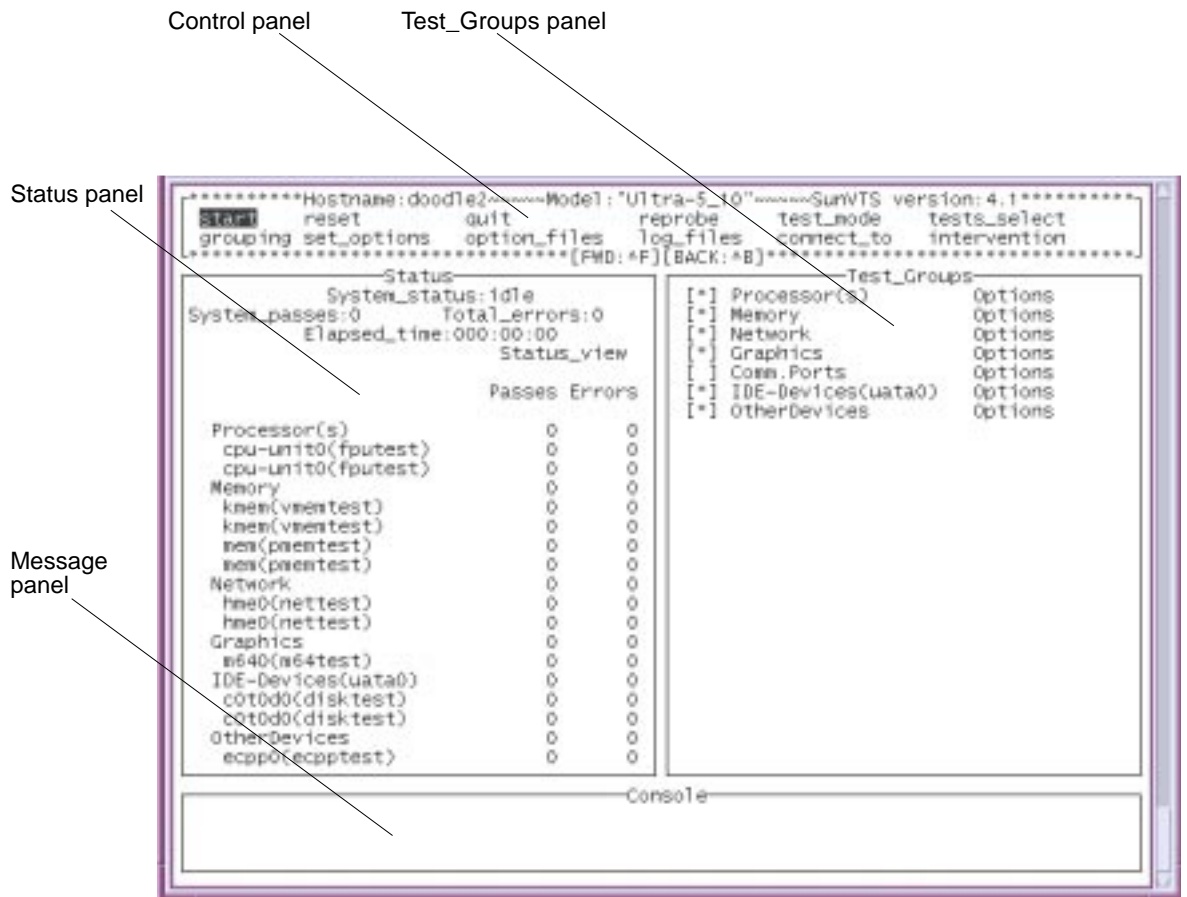 Control panel
Test_Groups panel
Status panel
Message
panel
**********Hostname:doodle2~~~~~Model:"Ultra-5_10"~~~~~SunVTS version:4.1************
start reset quit reprobe test_mode tests_select
grouping set_options option_files log_files connect_to intervention
[FWD:^F][BACK:^B]
Status
System_status:idle
System_passes:0 Total_errors:0
Elapsed_time:000:00:00
Status_view
Passes Errors
Processor(s) 0 0
cpu-unit0(fputest) 0 0
cpu-unit0(fputest) 0 0
Memory 0 0
kmem(vmemtest) 0 0
kmem(vmemtest) 0 0
mem(pmemtest) 0 0
mem(pmemtest) 0 0
Network 0 0
hme0(nettest) 0 0
hme0(nettest) 0 0
Graphics 0 0
m640(m64test) 0 0
IDE-Devices(uata0) 0 0
c0t0d0(disktest) 0 0
c0t0d0(disktest) 0 0
OtherDevices 0 0
ecpp0(ecpptest) 0 0
Test_Groups
[*] Processor(s) Options
[*] Memory Options
[*] Network Options
[*] Graphics Options
[ ] Comm.Ports Options
[*] IDE-Devices(uata0) Options
[*] OtherDevices Options
Console